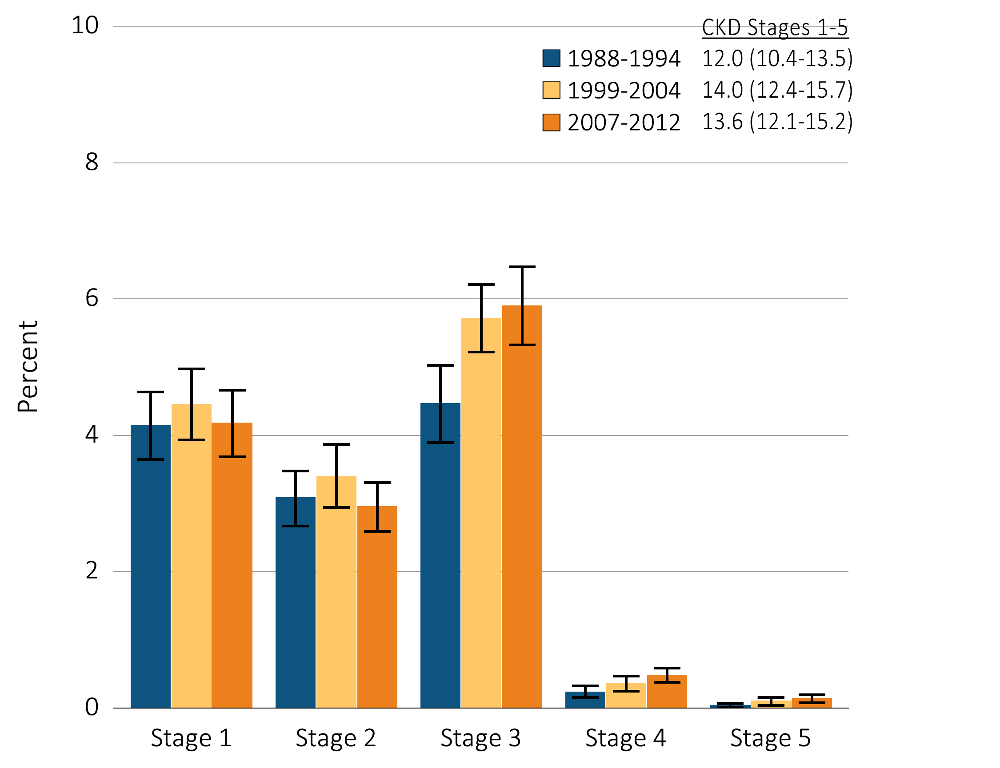 CKD Stages 1-5
1988-1994 12.0 (10.4-13.5)
1999-2004 14.0 (12.4-15.7)
2007-2012 13.6 (12.1-15.2)
Percent
10
8
6
4
2
0
Stage 1 Stage 2 Stage 3 Stage 4 Stage 5